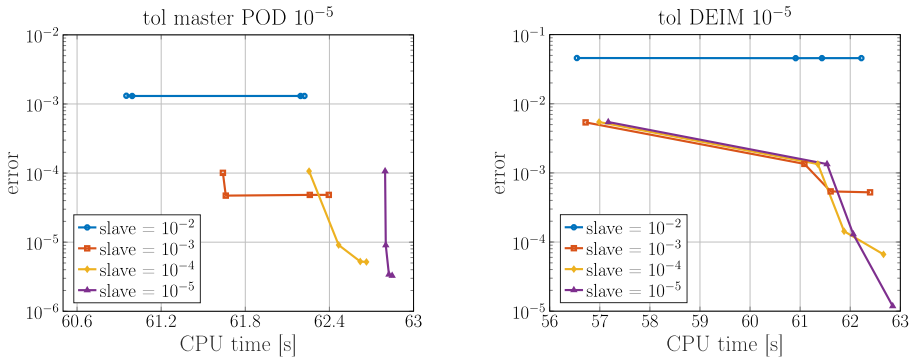 tol master POD 10⁻⁵
error
10⁻²
10⁻³
10⁻⁴
10⁻⁵
10⁻⁶
slave = 10⁻²
slave = 10⁻³
slave = 10⁻⁴
slave = 10⁻⁵
60.6 61.2 61.8 62.4 63
CPU time [s]
tol DEIM 10⁻⁵
error
10⁻¹
10⁻²
10⁻³
10⁻⁴
10⁻⁵
slave = 10⁻²
slave = 10⁻³
slave = 10⁻⁴
slave = 10⁻⁵
56 57 58 59 60 61 62 63
CPU time [s]